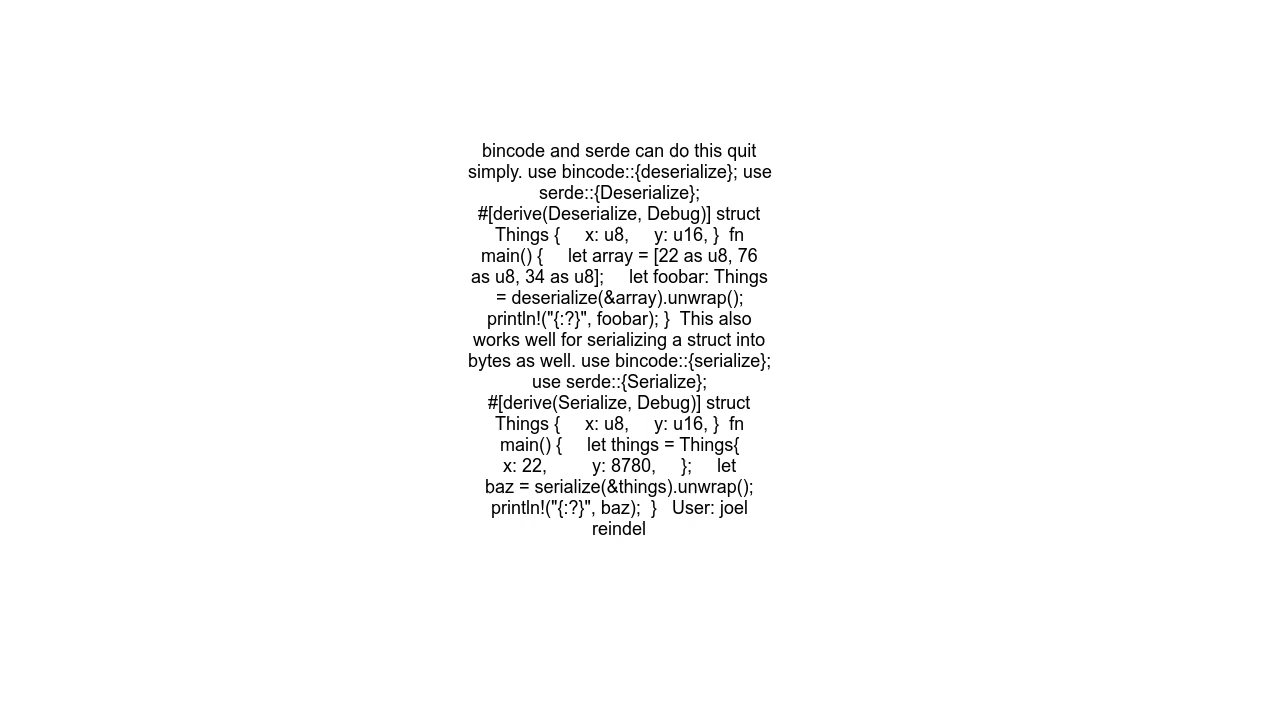 bincode and serde can do this quit
simply. use bincode::{deserialize}; use
serde::{Deserialize};
#[derive(Deserialize, Debug)] struct
Things {     x: u8,     y: u16, }  fn
main() {     let array = [22 as u8, 76
as u8, 34 as u8];     let foobar: Things
= deserialize(&array).unwrap();
println!("{:?}", foobar); }  This also
works well for serializing a struct into
bytes as well. use bincode::{serialize};
use serde::{Serialize};
#[derive(Serialize, Debug)] struct
Things {     x: u8,     y: u16, }  fn
main() {     let things = Things{
x: 22,         y: 8780,     };     let
baz = serialize(&things).unwrap();
println!("{:?}", baz);  }   User: joel
reindel